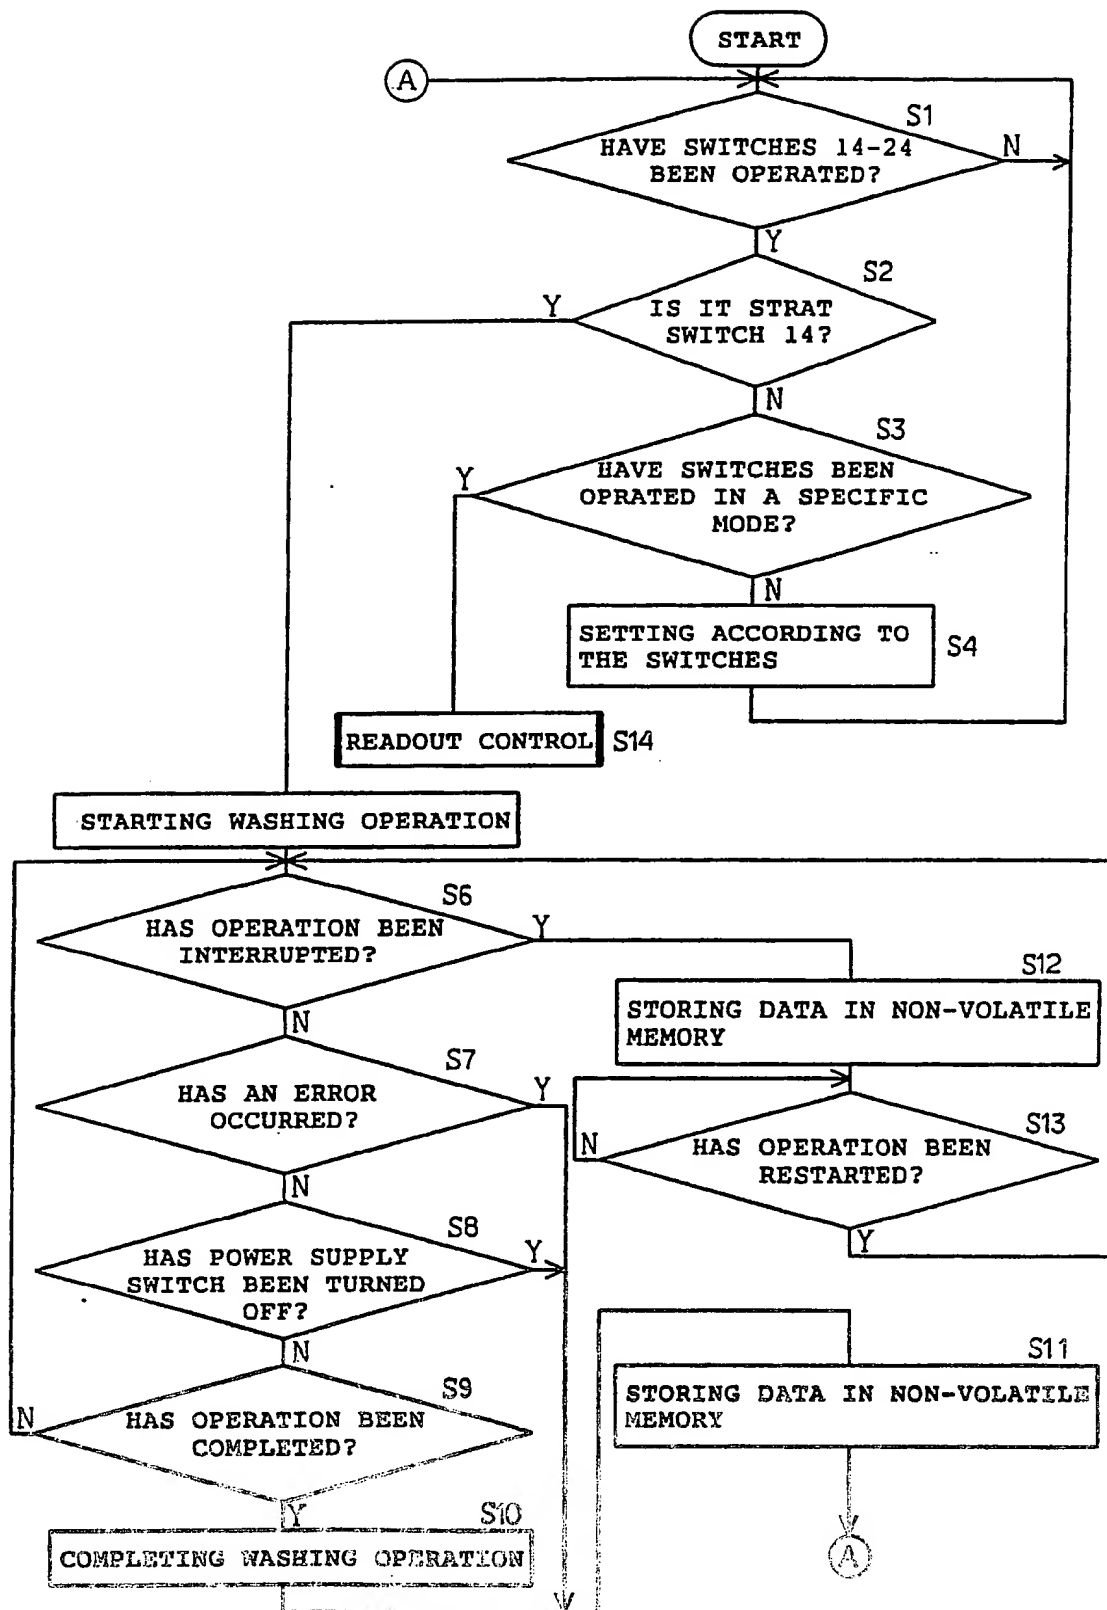 START
A
S1
HAVE SWITCHES 14-24
BEEN OPERATED?
N
Y
S2
IS IT STRAT
SWITCH 14?
Y
N
S3
HAVE SWITCHES BEEN
OPRATED IN A SPECIFIC
MODE?
Y
N
SETTING ACCORDING TO
THE SWITCHES
S4
READOUT CONTROL
S14
STARTING WASHING OPERATION
S6
HAS OPERATION BEEN
INTERRUPTED?
Y
N
S12
STORING DATA IN NON-VOLATILE
MEMORY
S7
HAS AN ERROR
OCCURRED?
Y
N
S13
HAS OPERATION BEEN
RESTARTED?
N
Y
S8
HAS POWER SUPPLY
SWITCH BEEN TURNED
OFF?
Y
N
S11
STORING DATA IN NON-VOLATILE
MEMORY
S9
HAS OPERATION BEEN
COMPLETED?
N
Y
S10
COMPLETING WASHING OPERATION
A